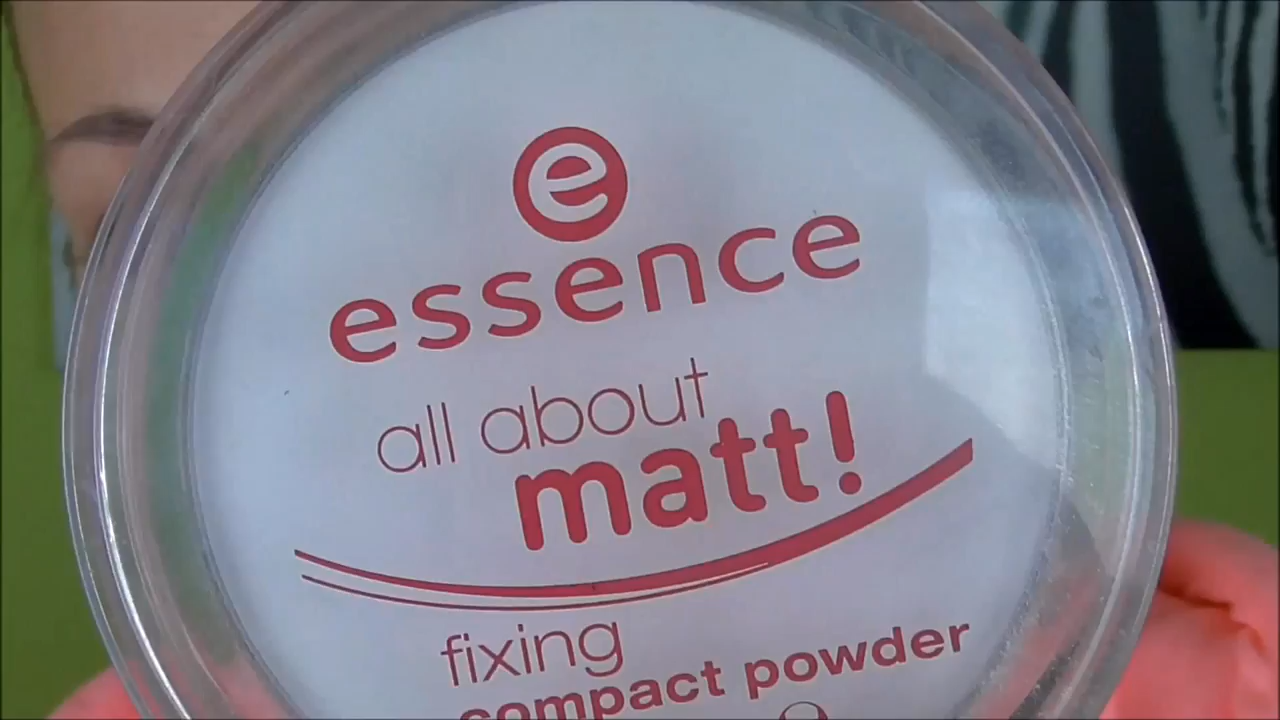 e
essence
all about
matt!
fixing
compact powder